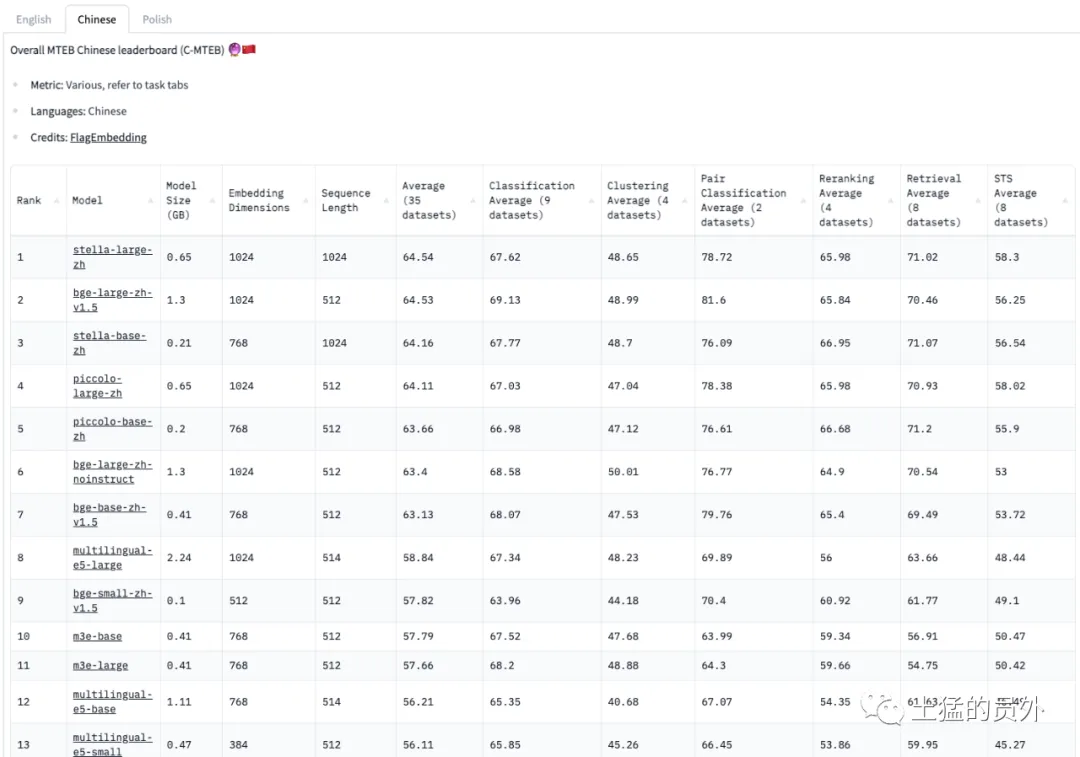 English Chinese Polish
Overall MTEB Chinese leaderboard (C-MTEB) 🔮🇨🇳
Metric: Various, refer to task tabs
Languages: Chinese
Credits: FlagEmbedding
Rank Model Model Size (GB) Embedding Dimensions Sequence Length Average (35 datasets) Classification Average (9 datasets) Clustering Average (4 datasets) Pair Classification Average (2 datasets) Reranking Average (4 datasets) Retrieval Average (8 datasets) STS Average (8 datasets)
1 stella-large-zh 0.65 1024 1024 64.54 67.62 48.65 78.72 65.98 71.02 58.3
2 bge-large-zh-v1.5 1.3 1024 512 64.53 69.13 48.99 81.6 65.84 70.46 56.25
3 stella-base-zh 0.21 768 1024 64.16 67.77 48.7 76.09 66.95 71.07 56.54
4 piccolo-large-zh 0.65 1024 512 64.11 67.03 47.04 78.38 65.98 70.93 58.02
5 piccolo-base-zh 0.2 768 512 63.66 66.98 47.12 76.61 66.68 71.2 55.9
6 bge-large-zh-noinstruct 1.3 1024 512 63.4 68.58 50.01 76.77 64.9 70.54 53
7 bge-base-zh-v1.5 0.41 768 512 63.13 68.07 47.53 79.76 65.4 69.49 53.72
8 multilingual-e5-large 2.24 1024 514 58.84 67.34 48.23 69.89 56 63.66 48.44
9 bge-small-zh-v1.5 0.1 512 512 57.82 63.96 44.18 70.4 60.92 61.77 49.1
10 m3e-base 0.41 768 512 57.79 67.52 47.68 63.99 59.34 56.91 50.47
11 m3e-large 0.41 768 512 57.66 68.2 48.88 64.3 59.66 54.75 50.42
12 multilingual-e5-base 1.11 768 514 56.21 65.35 40.68 67.07 54.35 61.63
土猛的员外
13 multilingual-e5-small 0.47 384 512 56.11 65.85 45.26 66.45 53.86 59.95 45.27